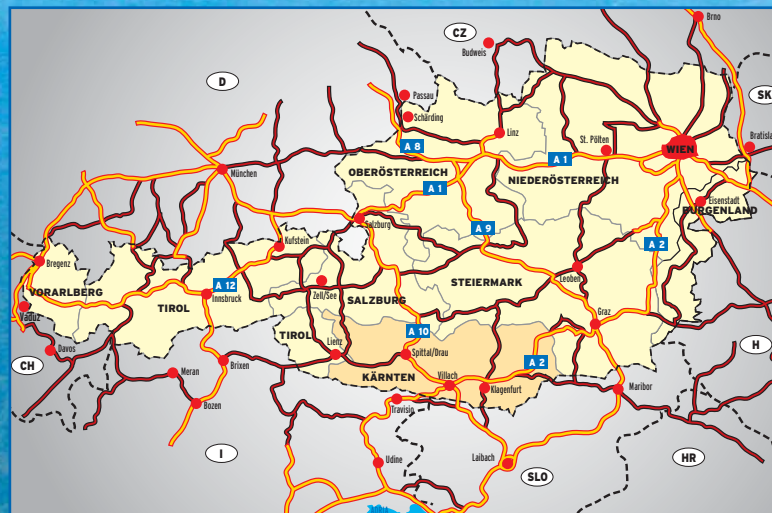 Brno
CZ
Budweis
D
SK
Passau
Schärding
Linz
St. Pölten
WIEN
A 8
A 1
München
OBERÖSTERREICH
NIEDERÖSTERREICH
A 1
Eisenstadt
BURGENLAND
Salzburg
A 9
Kufstein
A 2
Bregenz
Leoben
A 12
Zell/See
STEIERMARK
VORARLBERG
TIROL
Innsbruck
SALZBURG
Vaduz
Graz
A 10
TIROL
H
Davos
Lienz
Spittal/Drau
A 2
CH
Brixen
Meran
KÄRNTEN
Villach
Klagenfurt
Maribor
Bozen
Travisio
I
Udine
Laibach
HR
SLO